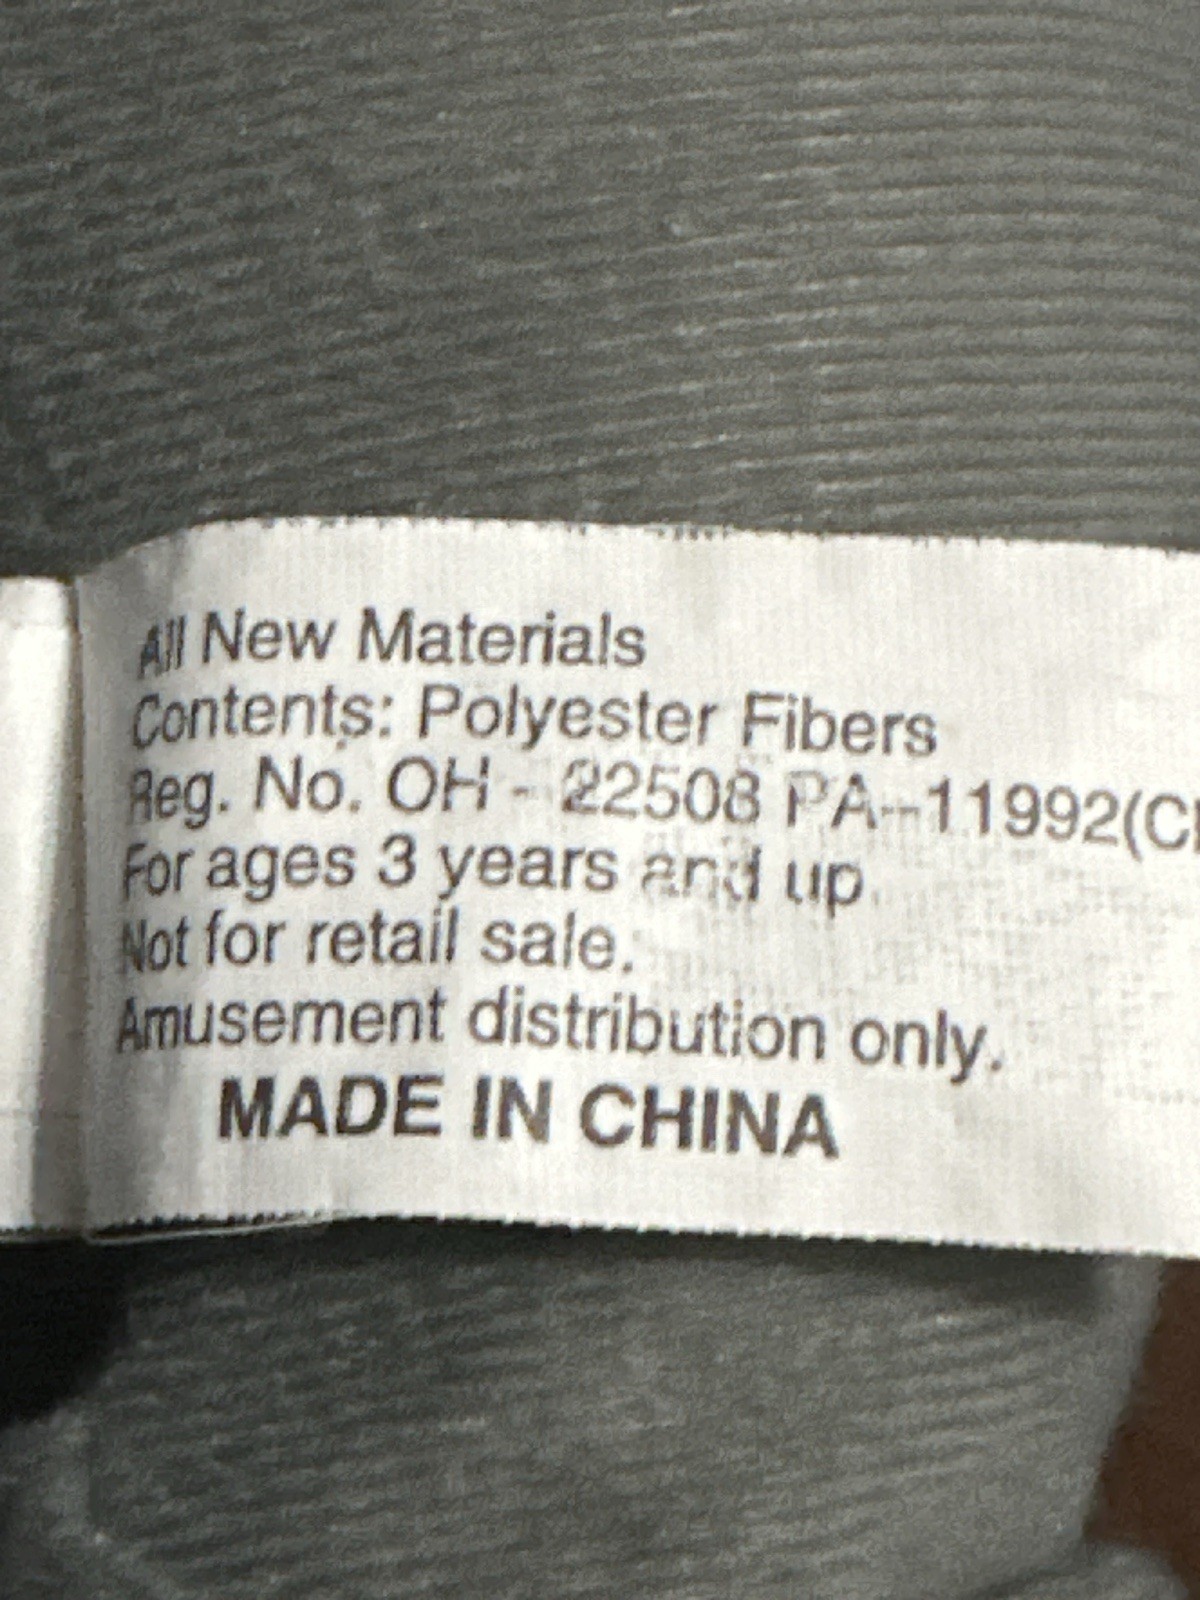 All New Materials
Contents: Polyester Fibers
Reg. No. OH - 22508 PA--11992(C
For ages 3 years and up.
Not for retail sale.
Amusement distribution only.
MADE IN CHINA